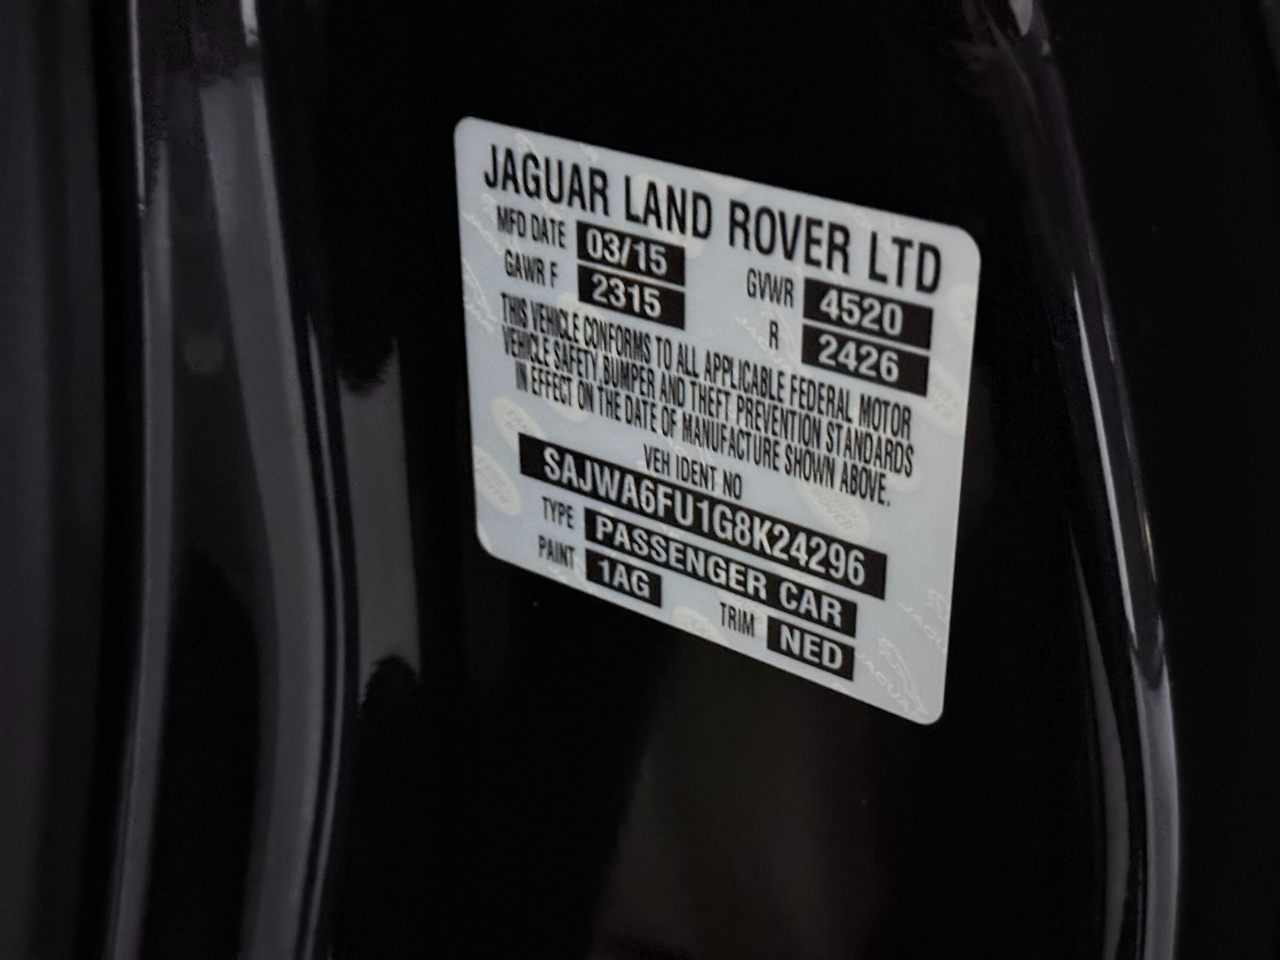 JAGUAR LAND ROVER LTD
MFD DATE 03/15 GVWR 4520
GAWR F 2315 R 2426
THIS VEHICLE CONFORMS TO ALL APPLICABLE FEDERAL MOTOR
VEHICLE SAFETY,BUMPER AND THEFT PREVENTION STANDARDS
IN EFFECT ON THE DATE OF MANUFACTURE SHOWN ABOVE.
VEH IDENT NO
SAJWA6FU1G8K24296
TYPE PASSENGER CAR
PAINT 1AG TRIM NED